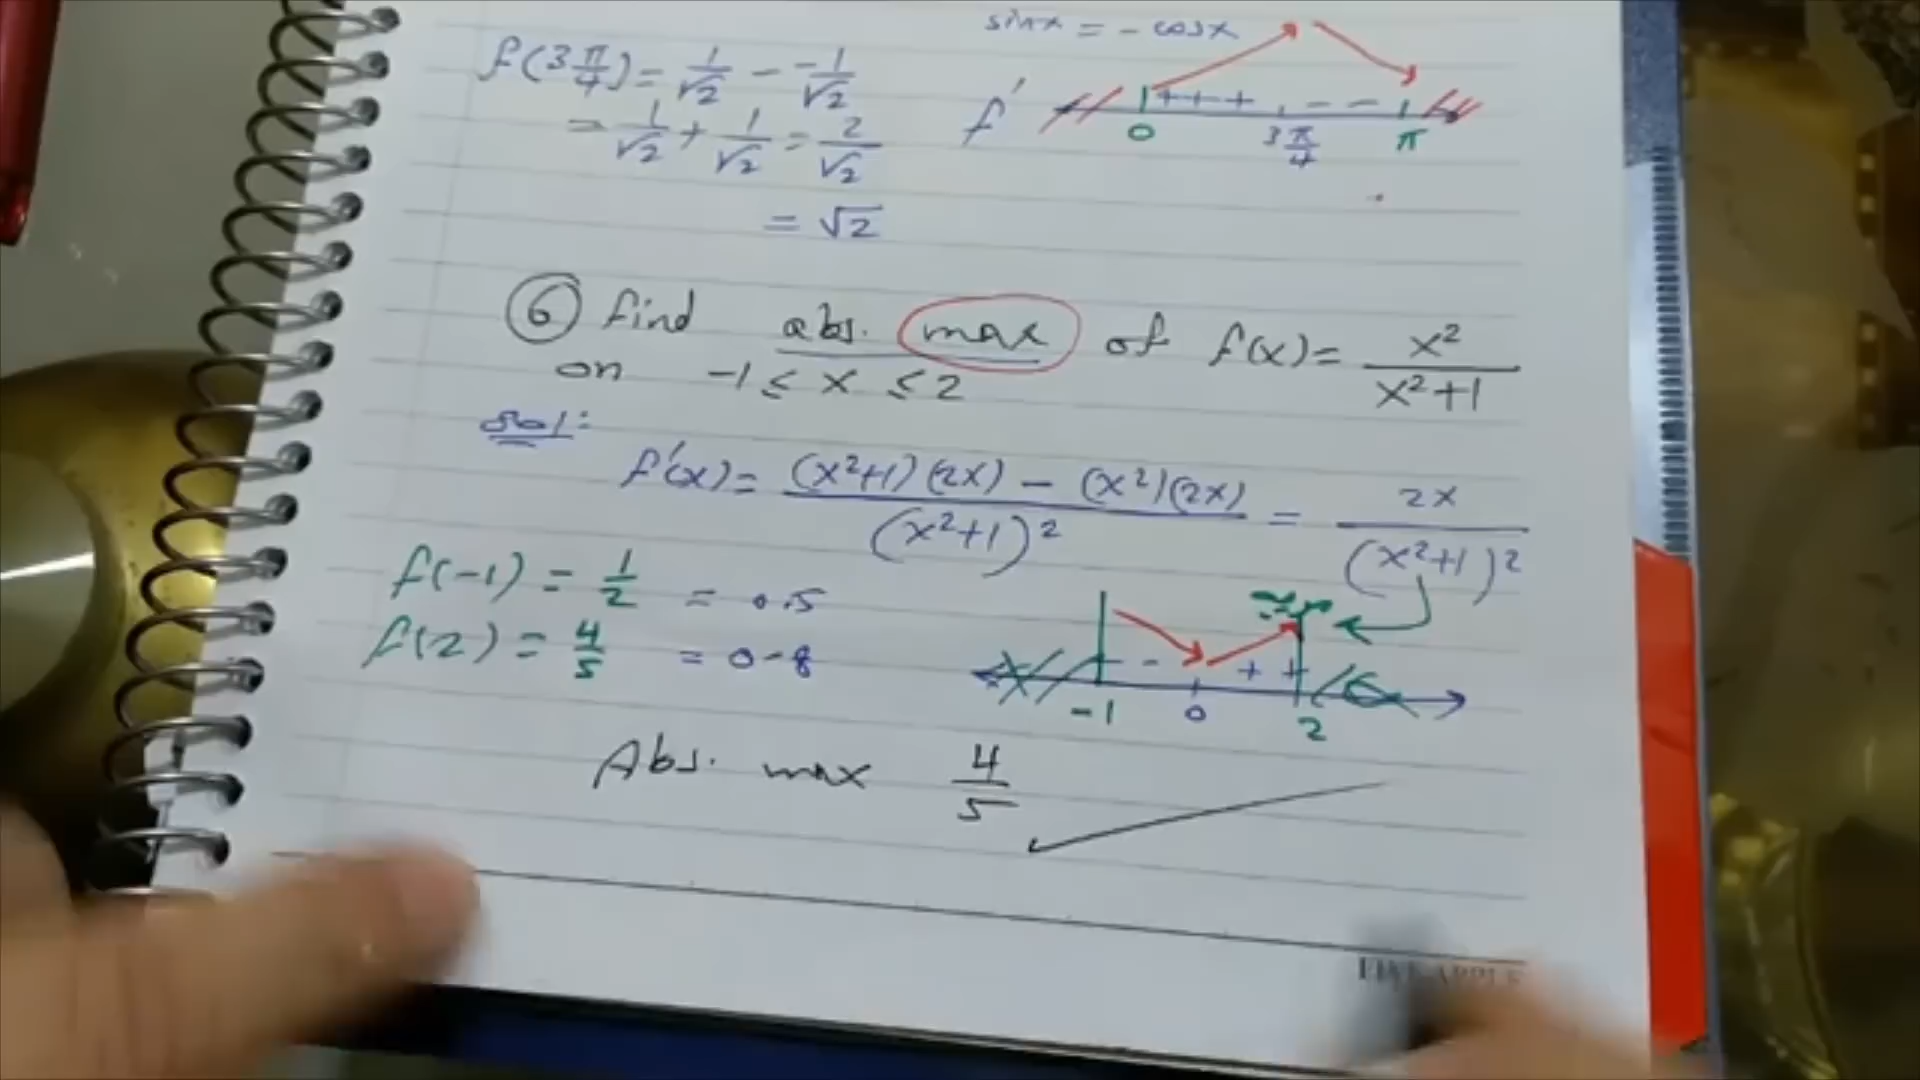 sinx = - cosx
f(3π/4) = 1/√2 - -1/√2
= 1/√2 + 1/√2 = 2/√2
= √2
f' +++ - -
0 3π/4 π
⑥ find abs. max of f(x) = x²/(x²+1)
on -1 ≤ x ≤ 2
Sol:
f'(x) = ((x²+1)(2x) - (x²)(2x))/(x²+1)² = 2x/(x²+1)²
f(-1) = 1/2 = 0.5
f(2) = 4/5 = 0.8
- - + +
-1 0 2
Abs. max 4/5